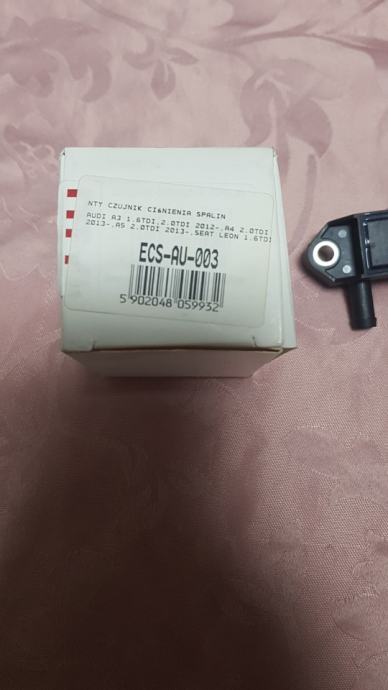 NTY CZUJNIK CIŚNIENIA SPALIN
AUDI A3 1.6TDI,2.0TDI 2012-.A4 2.0TDI
2013-.A5 2.0TDI 2013-.SEAT LEON 1.6TDI
ECS-AU-003
5 902048 059932